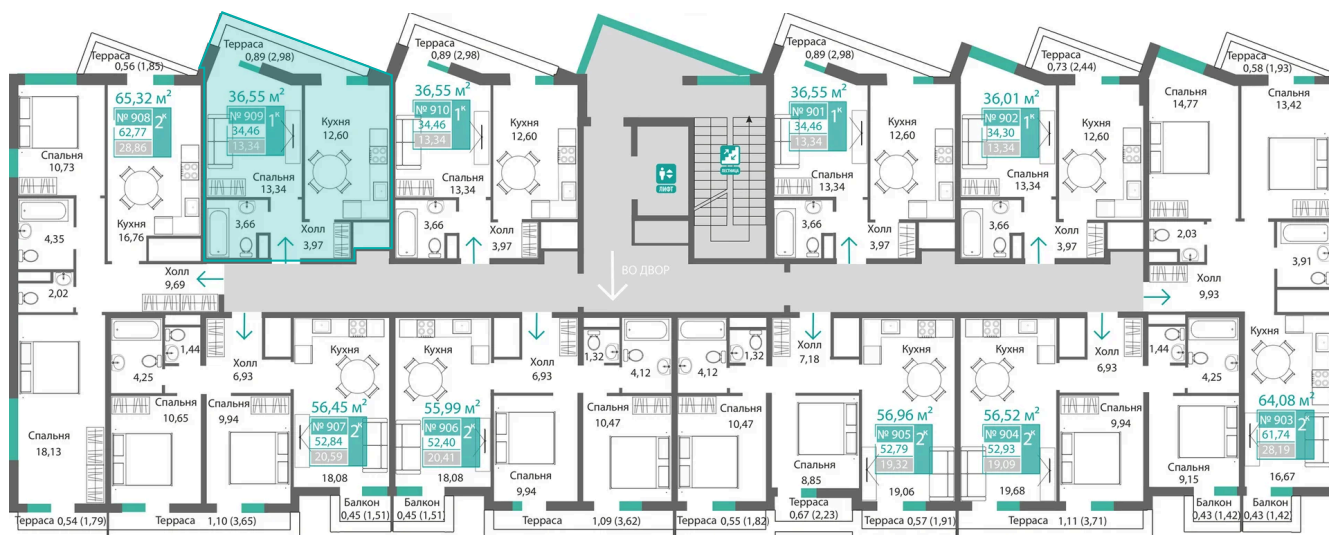 Терраса
0,56 (1,85)
65,32 м²
№ 908
2к
62,77
28,86
Спальня
10,73
Кухня
16,76
4,35
2,02
Холл
9,69
Спальня
18,13
Терраса 0,54 (1,79)
Терраса
0,89 (2,98)
36,55 м²
№ 909
1к
34,46
13,34
Кухня
12,60
Спальня
13,34
3,66
3,97
Холл
Терраса
0,89 (2,98)
36,55 м²
№ 910
1к
34,46
13,34
Кухня
12,60
Спальня
13,34
3,66
Холл
3,97
ЛИФТ
ЛЕСТНИЦА
ВО ДВОР
Терраса
0,89 (2,98)
36,55 м²
№ 901
1к
34,46
13,34
Кухня
12,60
Спальня
13,34
3,66
Холл
3,97
Терраса
0,73 (2,44)
36,01 м²
№ 902
1к
34,30
13,34
Кухня
12,60
Спальня
13,34
3,66
Холл
3,97
Терраса
0,58 (1,93)
Спальня
14,77
Спальня
13,42
2,03
3,91
Холл
9,93
Кухня
64,08 м²
№ 903
2к
61,74
28,19
16,67
Балкон
0,43 (1,42)
1,44
4,25
Холл
6,93
Спальня
10,65
Спальня
9,94
Кухня
56,45 м²
№ 907
2к
52,84
20,59
18,08
Терраса 1,10 (3,65)
Балкон
0,45 (1,51)
Кухня
55,99 м²
№ 906
2к
52,40
20,41
18,08
Балкон
0,45 (1,51)
Холл
6,93
1,32
4,12
Спальня
9,94
Спальня
10,47
Терраса 1,09 (3,62)
4,12
1,32
Холл
7,18
Спальня
10,47
Спальня
8,85
Кухня
56,96 м²
№ 905
2к
52,79
19,32
19,06
Терраса 0,55 (1,82)
Терраса
0,67 (2,23)
Терраса 0,57 (1,91)
Кухня
56,52 м²
№ 904
2к
52,93
19,09
19,68
Холл
6,93
1,44
4,25
Спальня
9,94
Спальня
9,15
Терраса 1,11 (3,71)
Балкон
0,43 (1,42)